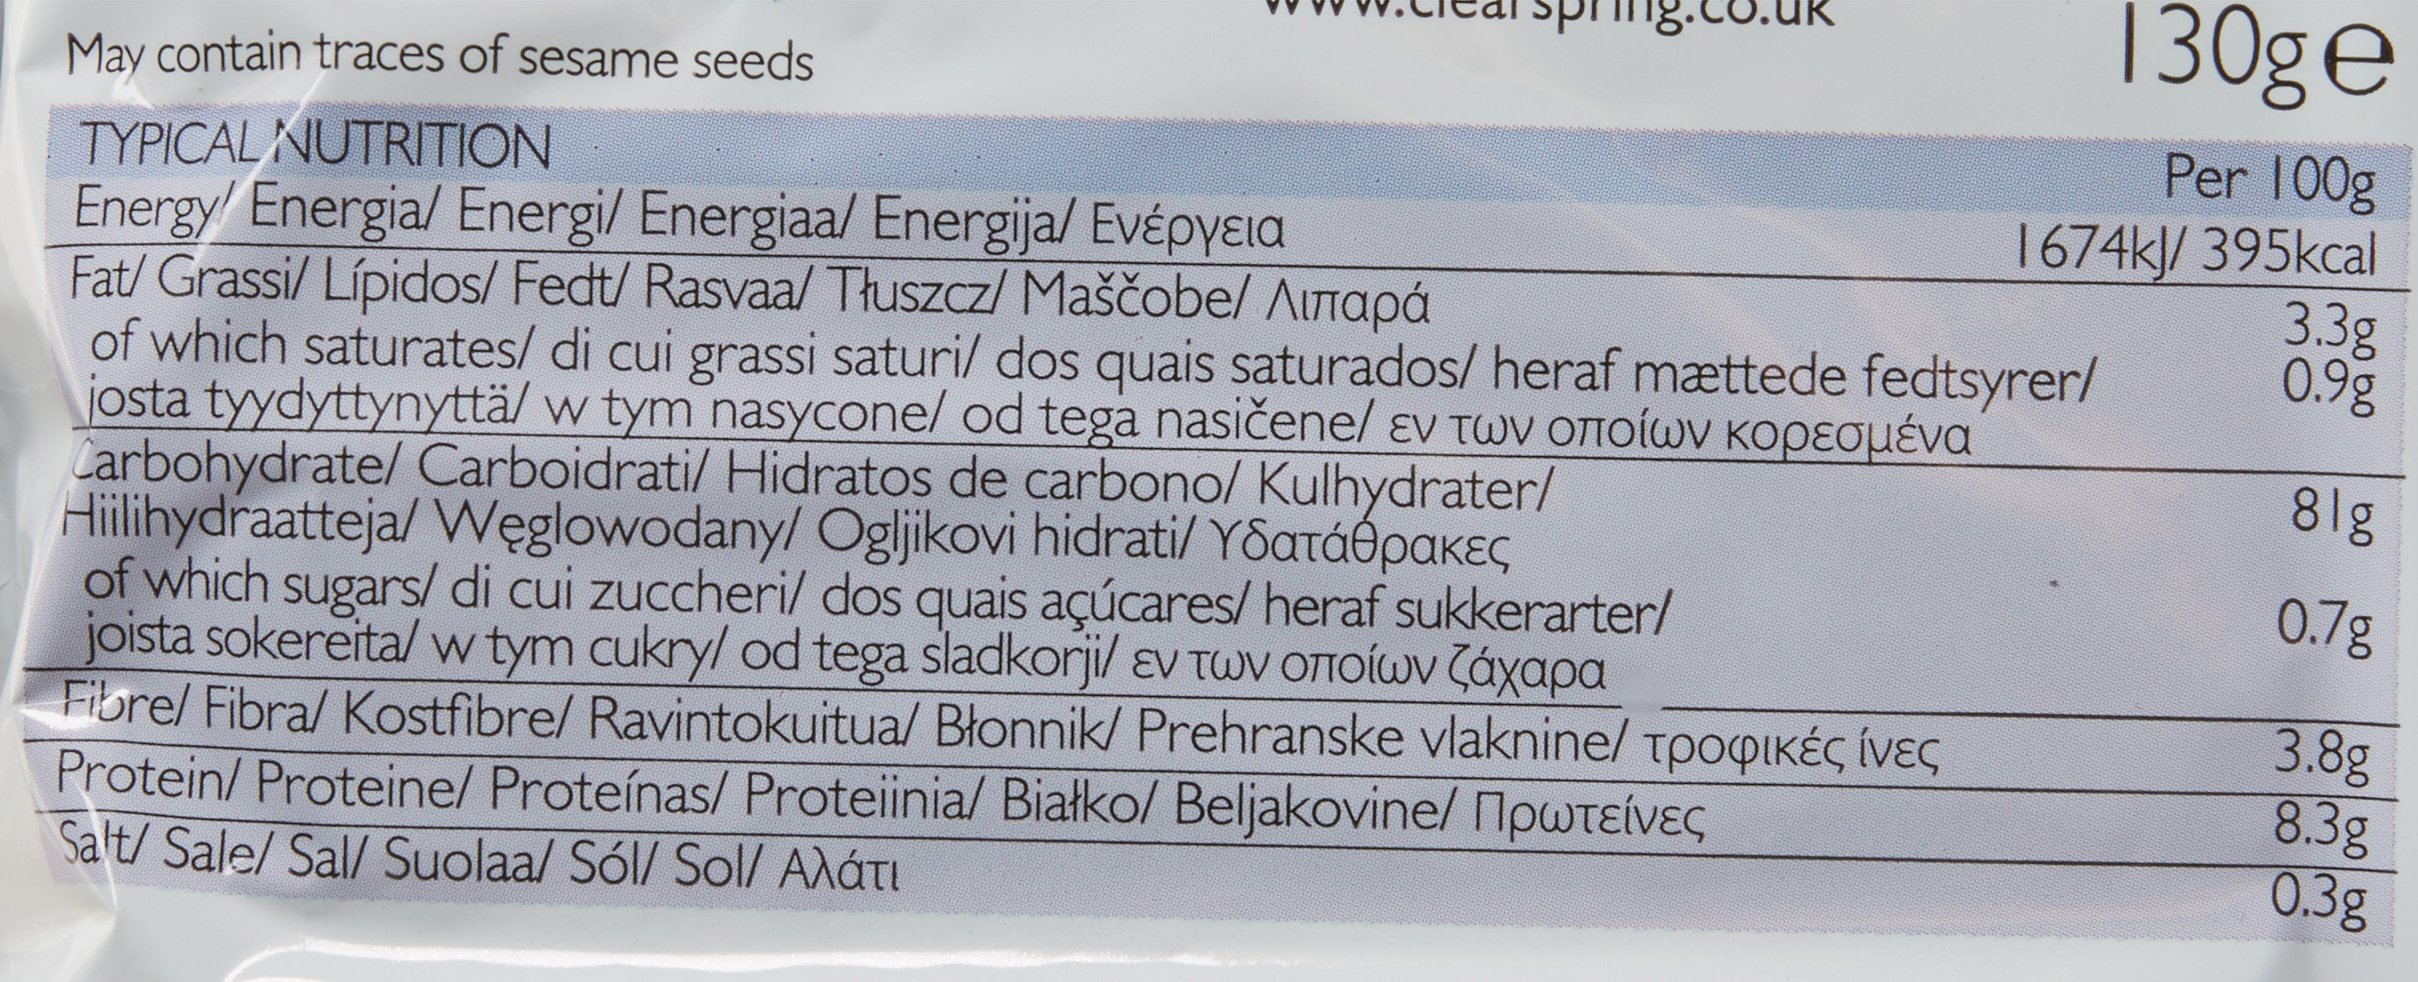 www.clearspring.co.uk
130g e
May contain traces of sesame seeds
TYPICAL NUTRITION Per 100g
Energy/ Energia/ Energi/ Energiaa/ Energija/ Ενέργεια 1674kJ/ 395kcal
Fat/ Grassi/ Lípidos/ Fedt/ Rasvaa/ Tłuszcz/ Maščobe/ Λιπαρά 3.3g
of which saturates/ di cui grassi saturi/ dos quais saturados/ heraf mættede fedtsyrer/ 0.9g
josta tyydyttynyttä/ w tym nasycone/ od tega nasičene/ εν των οποίων κορεσμένα
Carbohydrate/ Carboidrati/ Hidratos de carbono/ Kulhydrater/ 81g
Hiilihydraatteja/ Węglowodany/ Ogljikovi hidrati/ Υδατάθρακες
of which sugars/ di cui zuccheri/ dos quais açúcares/ heraf sukkerarter/ 0.7g
joista sokereita/ w tym cukry/ od tega sladkorji/ εν των οποίων ζάχαρα
Fibre/ Fibra/ Kostfibre/ Ravintokuitua/ Błonnik/ Prehranske vlaknine/ τροφικές ίνες 3.8g
Protein/ Proteine/ Proteínas/ Proteiinia/ Białko/ Beljakovine/ Πρωτείνες 8.3g
Salt/ Sale/ Sal/ Suolaa/ Sól/ Sol/ Αλάτι 0.3g